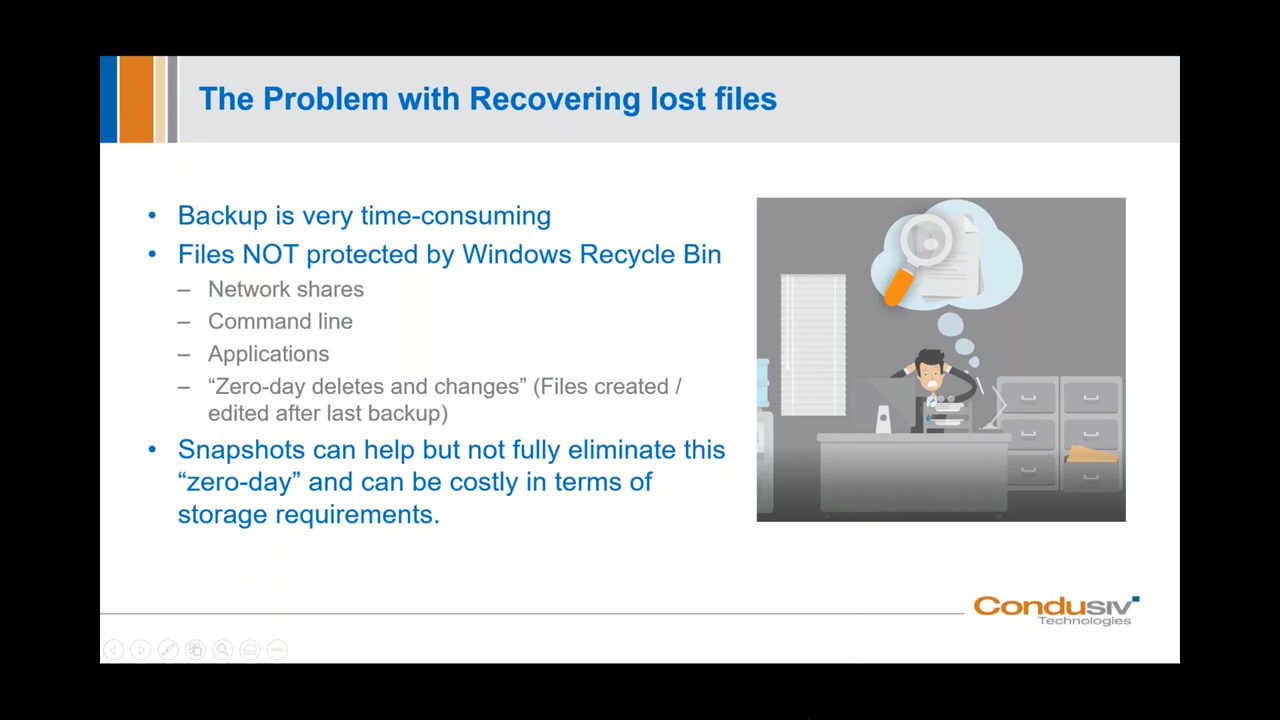 The Problem with Recovering lost files
• Backup is very time-consuming
• Files NOT protected by Windows Recycle Bin
– Network shares
– Command line
– Applications
– “Zero-day deletes and changes” (Files created /
edited after last backup)
• Snapshots can help but not fully eliminate this
“zero-day” and can be costly in terms of
storage requirements.
Condusiv
Technologies